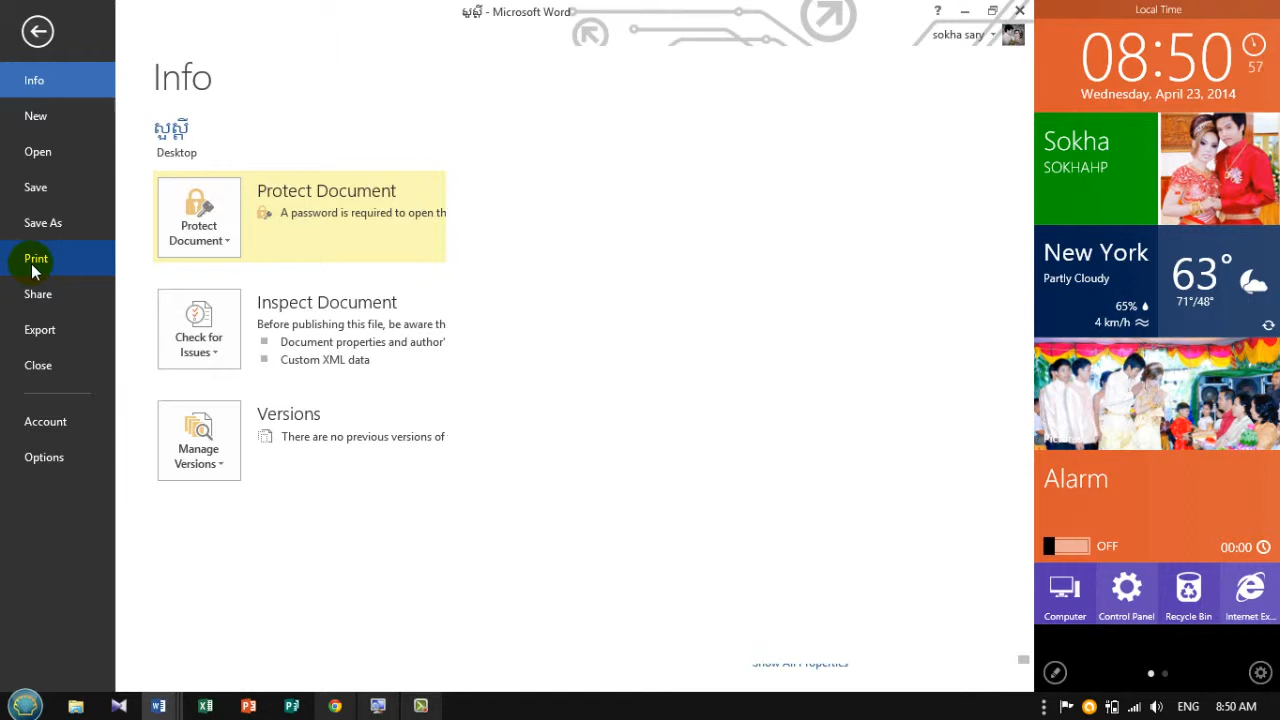 សួស្តី - Microsoft Word
?
sokha sary
Info
New
Open
Save
Save As
Print
Share
Export
Close
Account
Options
Info
សួស្តី
Desktop
Protect Document
Protect Document
A password is required to open th
Check for Issues
Inspect Document
Before publishing this file, be aware th
Document properties and author'
Custom XML data
Manage Versions
Versions
There are no previous versions of
Show All Properties
Local Time
08:50
57
Wednesday, April 23, 2014
Sokha
SOKHAHP
New York
Partly Cloudy
63°
71°/48°
65%
4 km/h
Alarm
OFF
00:00
Computer
Control Panel
Recycle Bin
Internet Ex...
8:50 AM